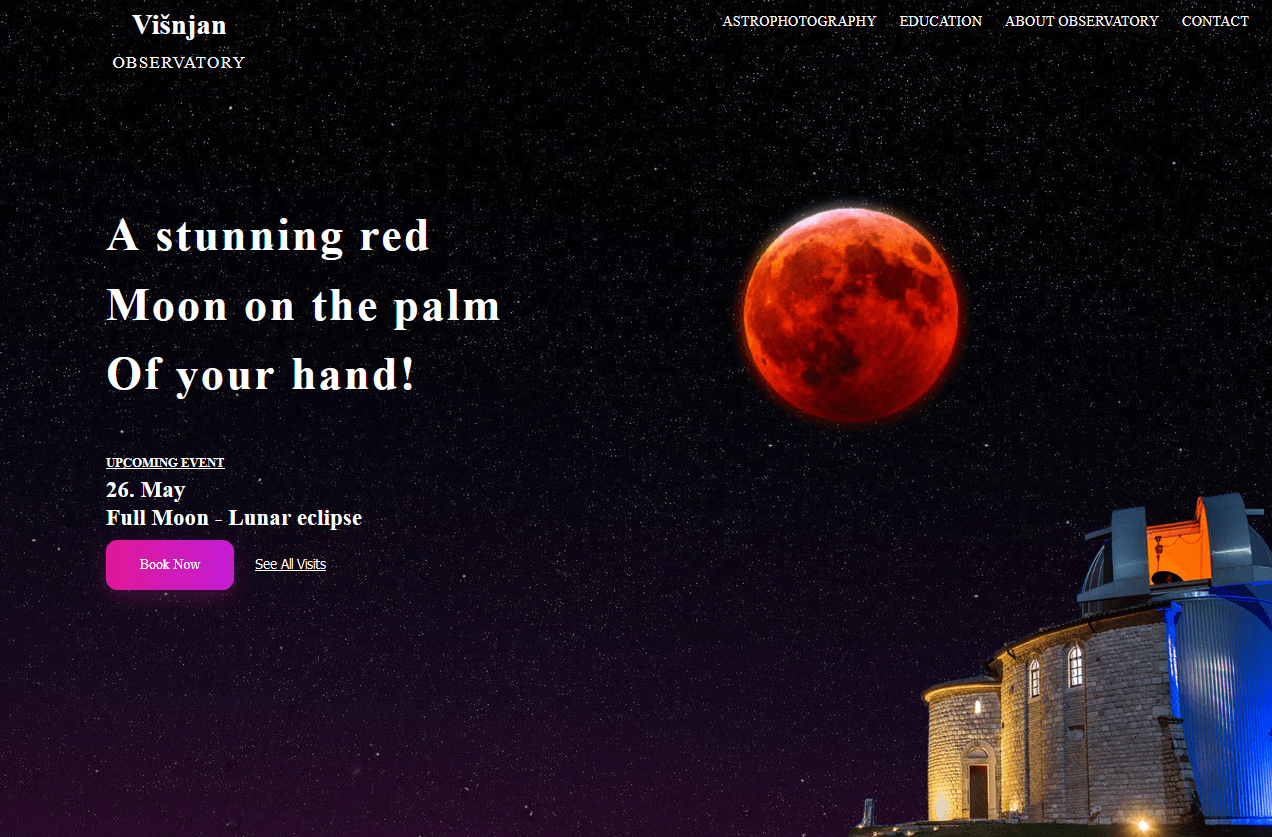 Višnjan
OBSERVATORY
ASTROPHOTOGRAPHY EDUCATION ABOUT OBSERVATORY CONTACT
A stunning red
Moon on the palm
Of your hand!
UPCOMING EVENT
26. May
Full Moon - Lunar eclipse
Book Now See All Visits